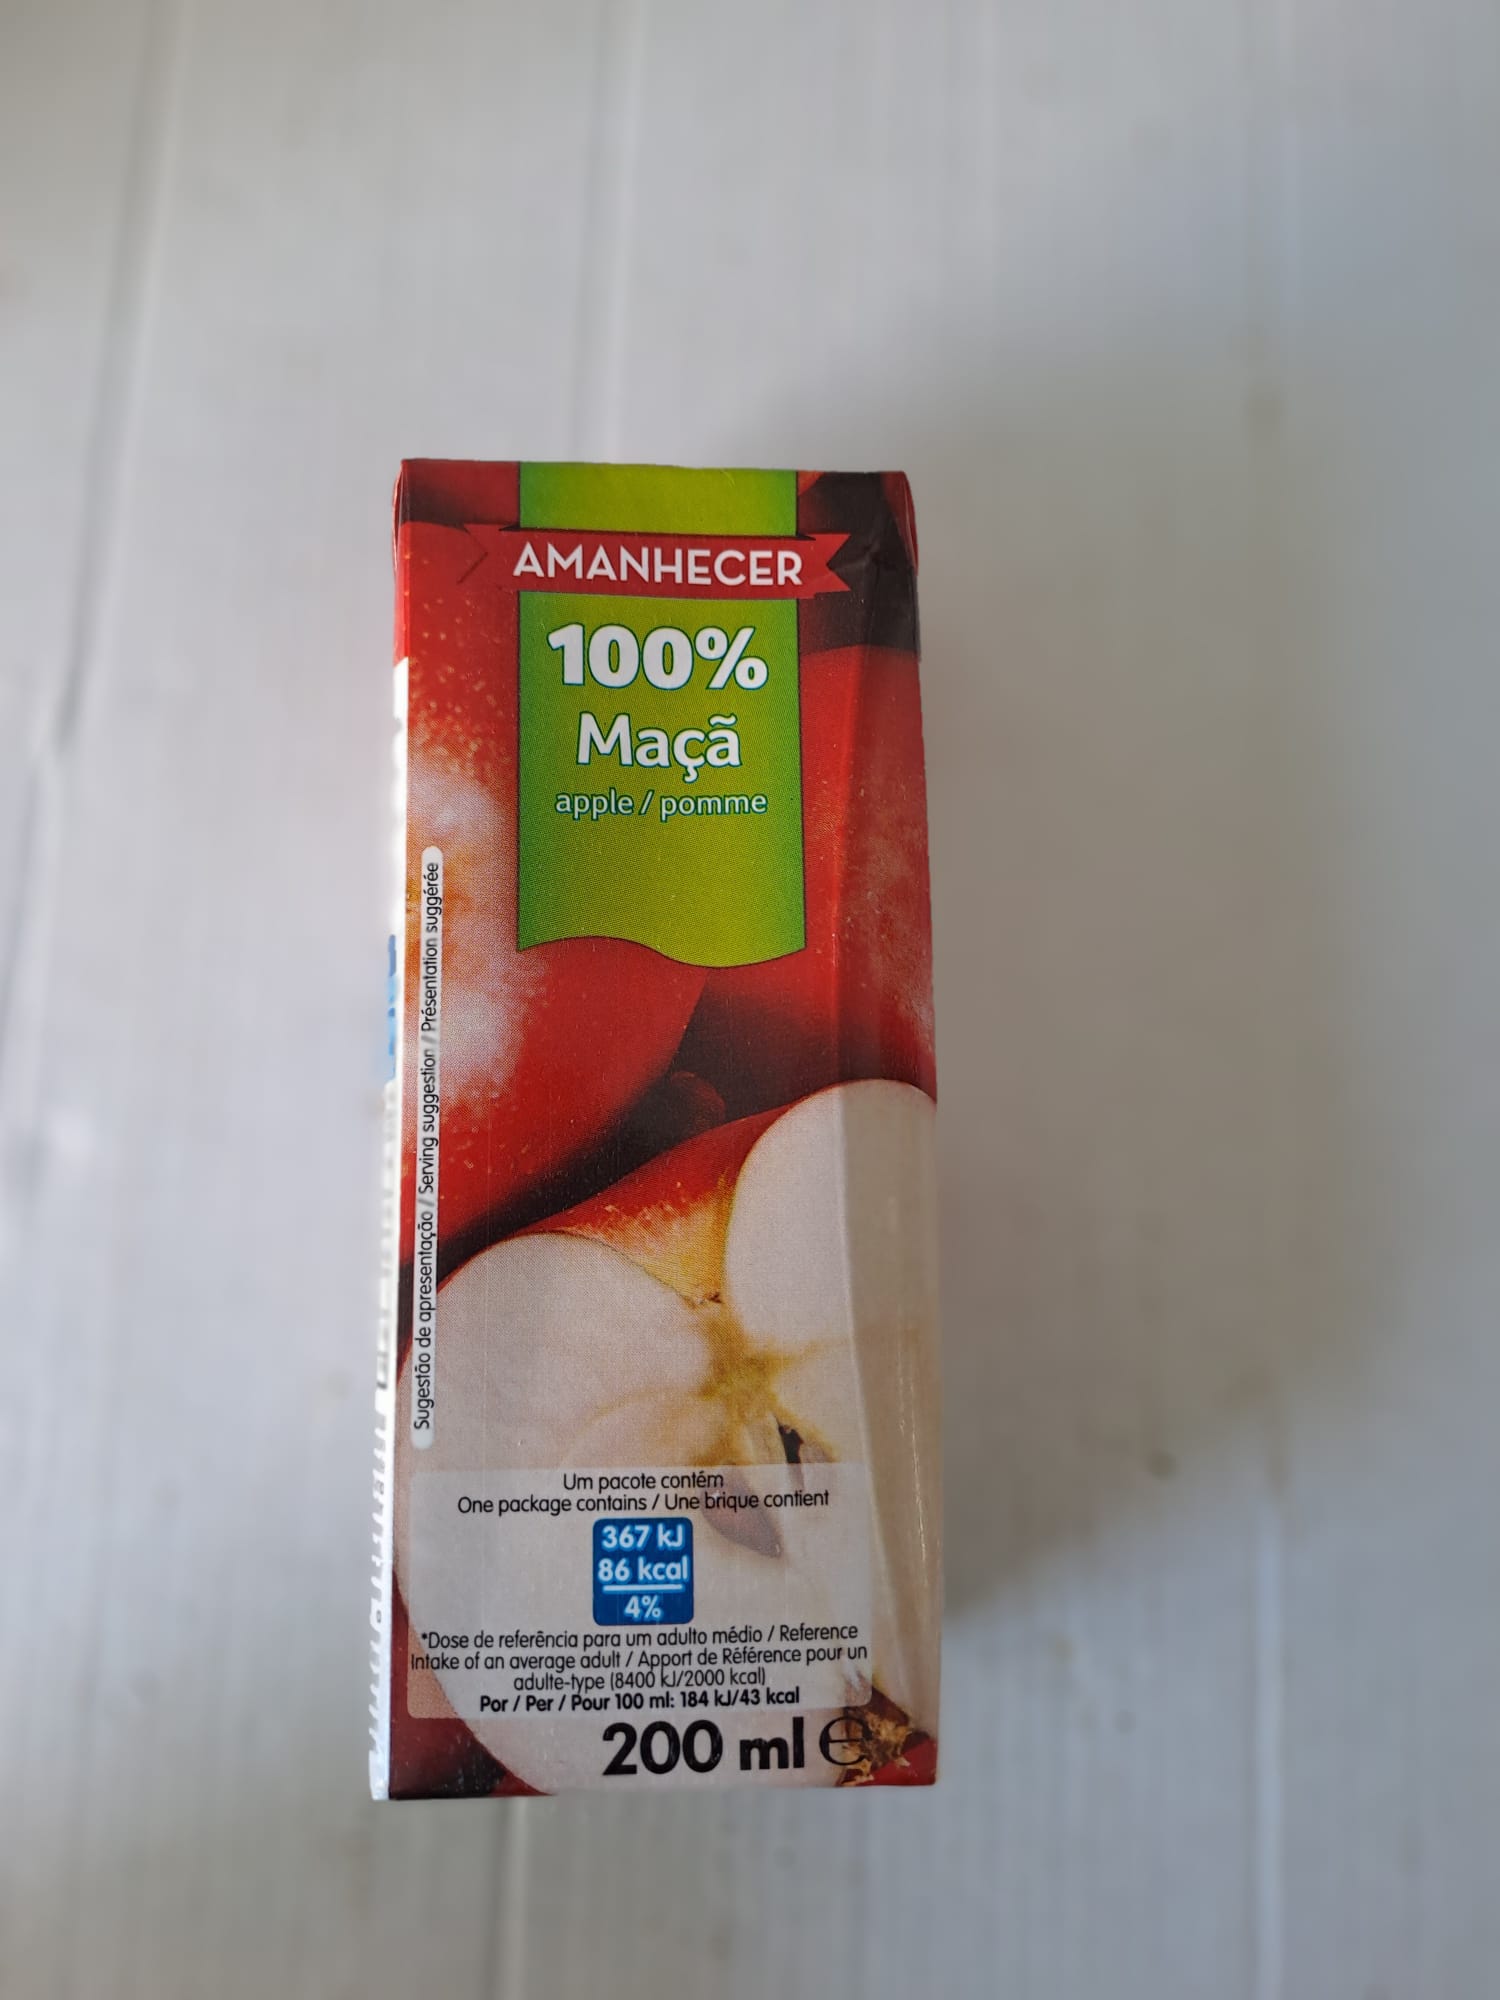 AMANHECER
100%
Maçã
apple / pomme
Sugestão de apresentação / Serving suggestion / Présentation suggérée
Um pacote contém
One package contains / Une brique contient
367 kJ
86 kcal
4%
*Dose de referência para um adulto médio / Reference
Intake of an average adult / Apport de Référence pour un
adulte-type (8400 kJ/2000 kcal)
Por / Per / Pour 100 ml: 184 kJ/43 kcal
200 ml e